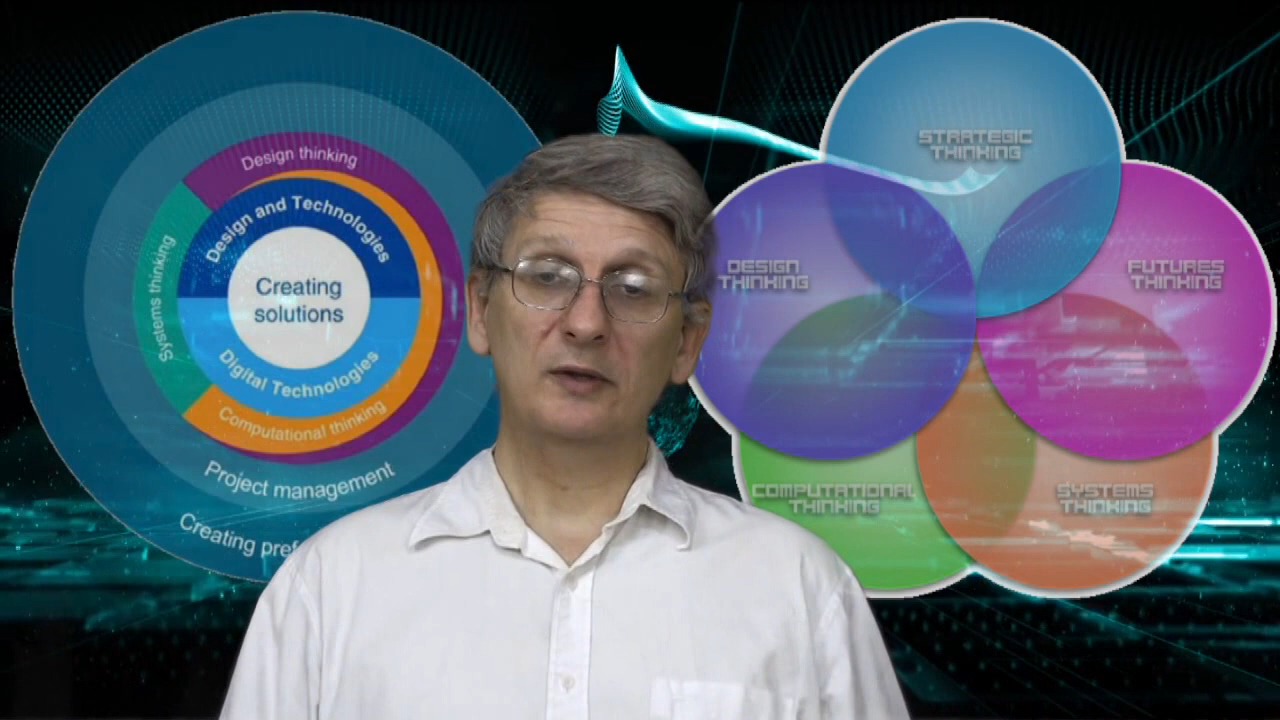 Design thinking
Design and Technologies
Systems thinking
Creating
solutions
Digital Technologies
Computational thinking
Project management
Creating
STRATEGIC
THINKING
DESIGN
THINKING
FUTURES
THINKING
COMPUTATIONAL
THINKING
SYSTEMS
THINKING